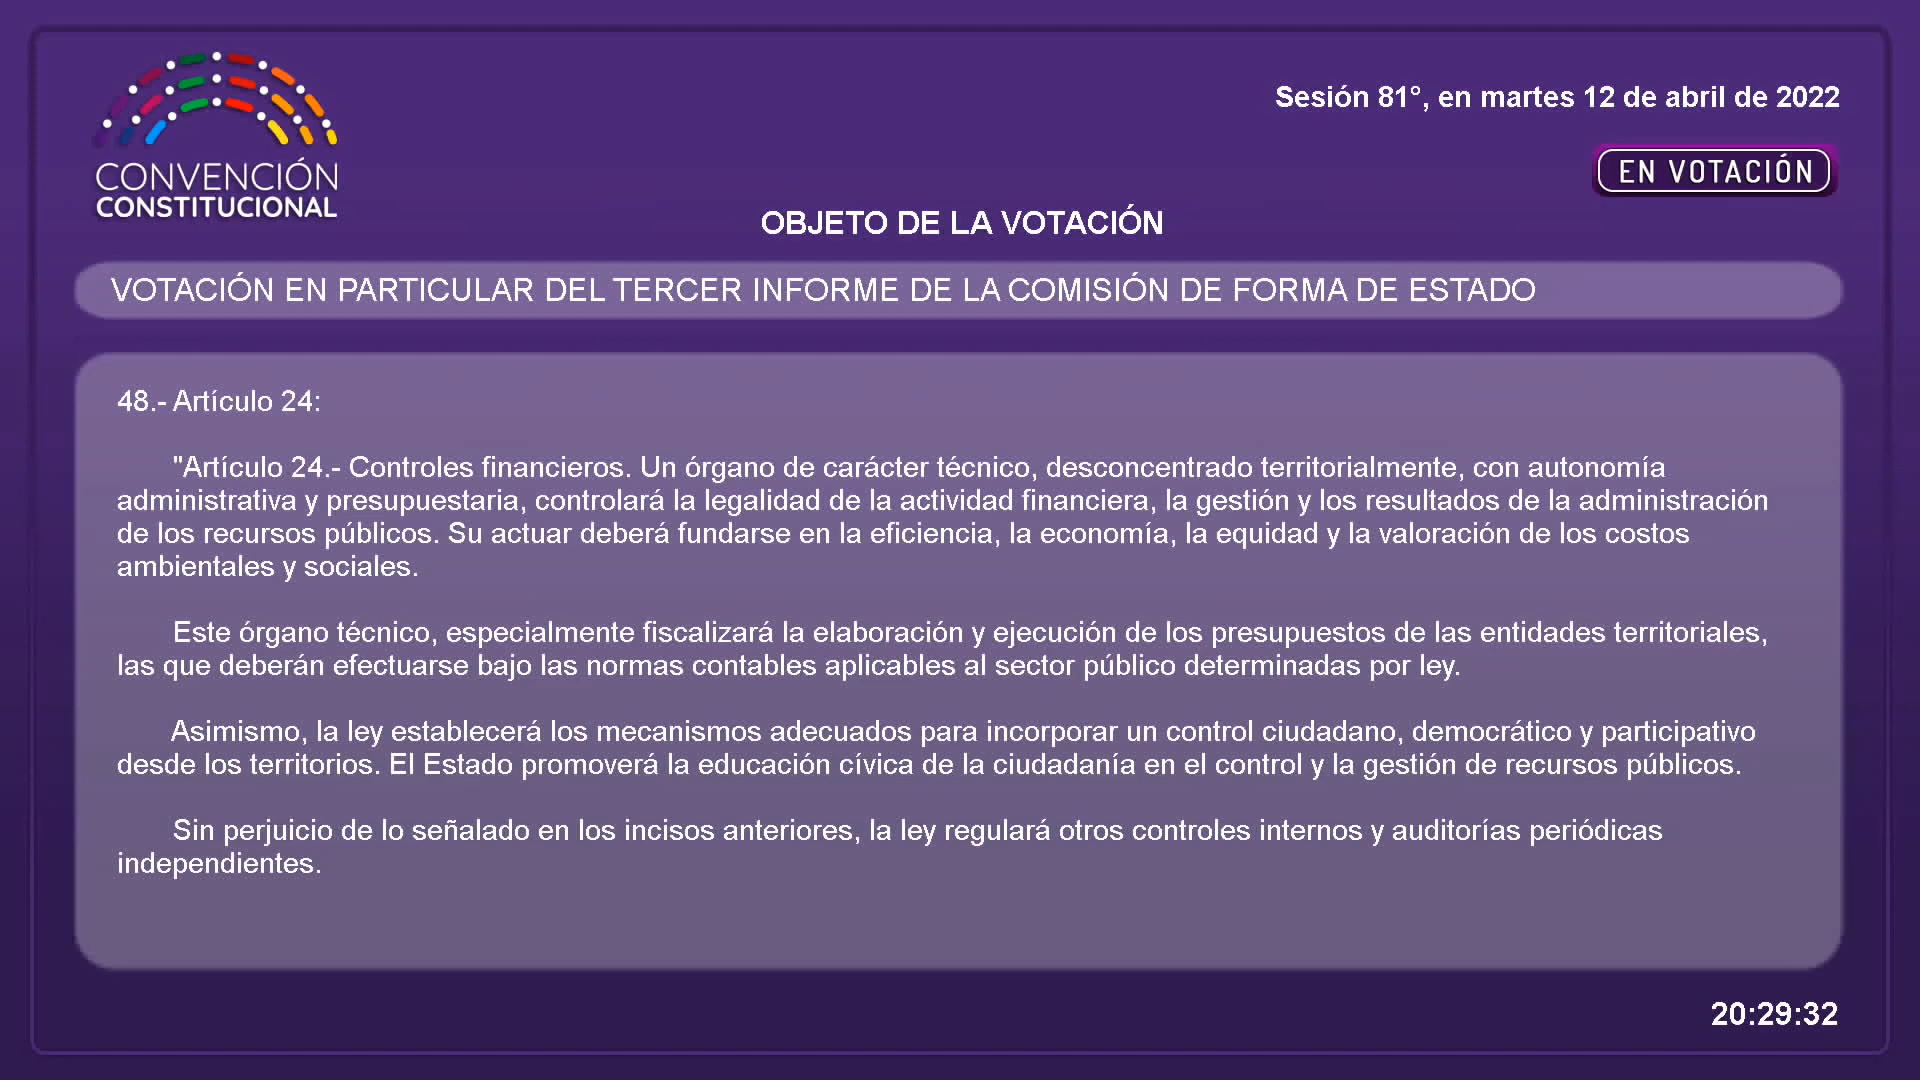 CONVENCIÓN
CONSTITUCIONAL
Sesión 81°, en martes 12 de abril de 2022
EN VOTACIÓN
OBJETO DE LA VOTACIÓN
VOTACIÓN EN PARTICULAR DEL TERCER INFORME DE LA COMISIÓN DE FORMA DE ESTADO
48.- Artículo 24:
"Artículo 24.- Controles financieros. Un órgano de carácter técnico, desconcentrado territorialmente, con autonomía
administrativa y presupuestaria, controlará la legalidad de la actividad financiera, la gestión y los resultados de la administración
de los recursos públicos. Su actuar deberá fundarse en la eficiencia, la economía, la equidad y la valoración de los costos
ambientales y sociales.
Este órgano técnico, especialmente fiscalizará la elaboración y ejecución de los presupuestos de las entidades territoriales,
las que deberán efectuarse bajo las normas contables aplicables al sector público determinadas por ley.
Asimismo, la ley establecerá los mecanismos adecuados para incorporar un control ciudadano, democrático y participativo
desde los territorios. El Estado promoverá la educación cívica de la ciudadanía en el control y la gestión de recursos públicos.
Sin perjuicio de lo señalado en los incisos anteriores, la ley regulará otros controles internos y auditorías periódicas
independientes.
20:29:32